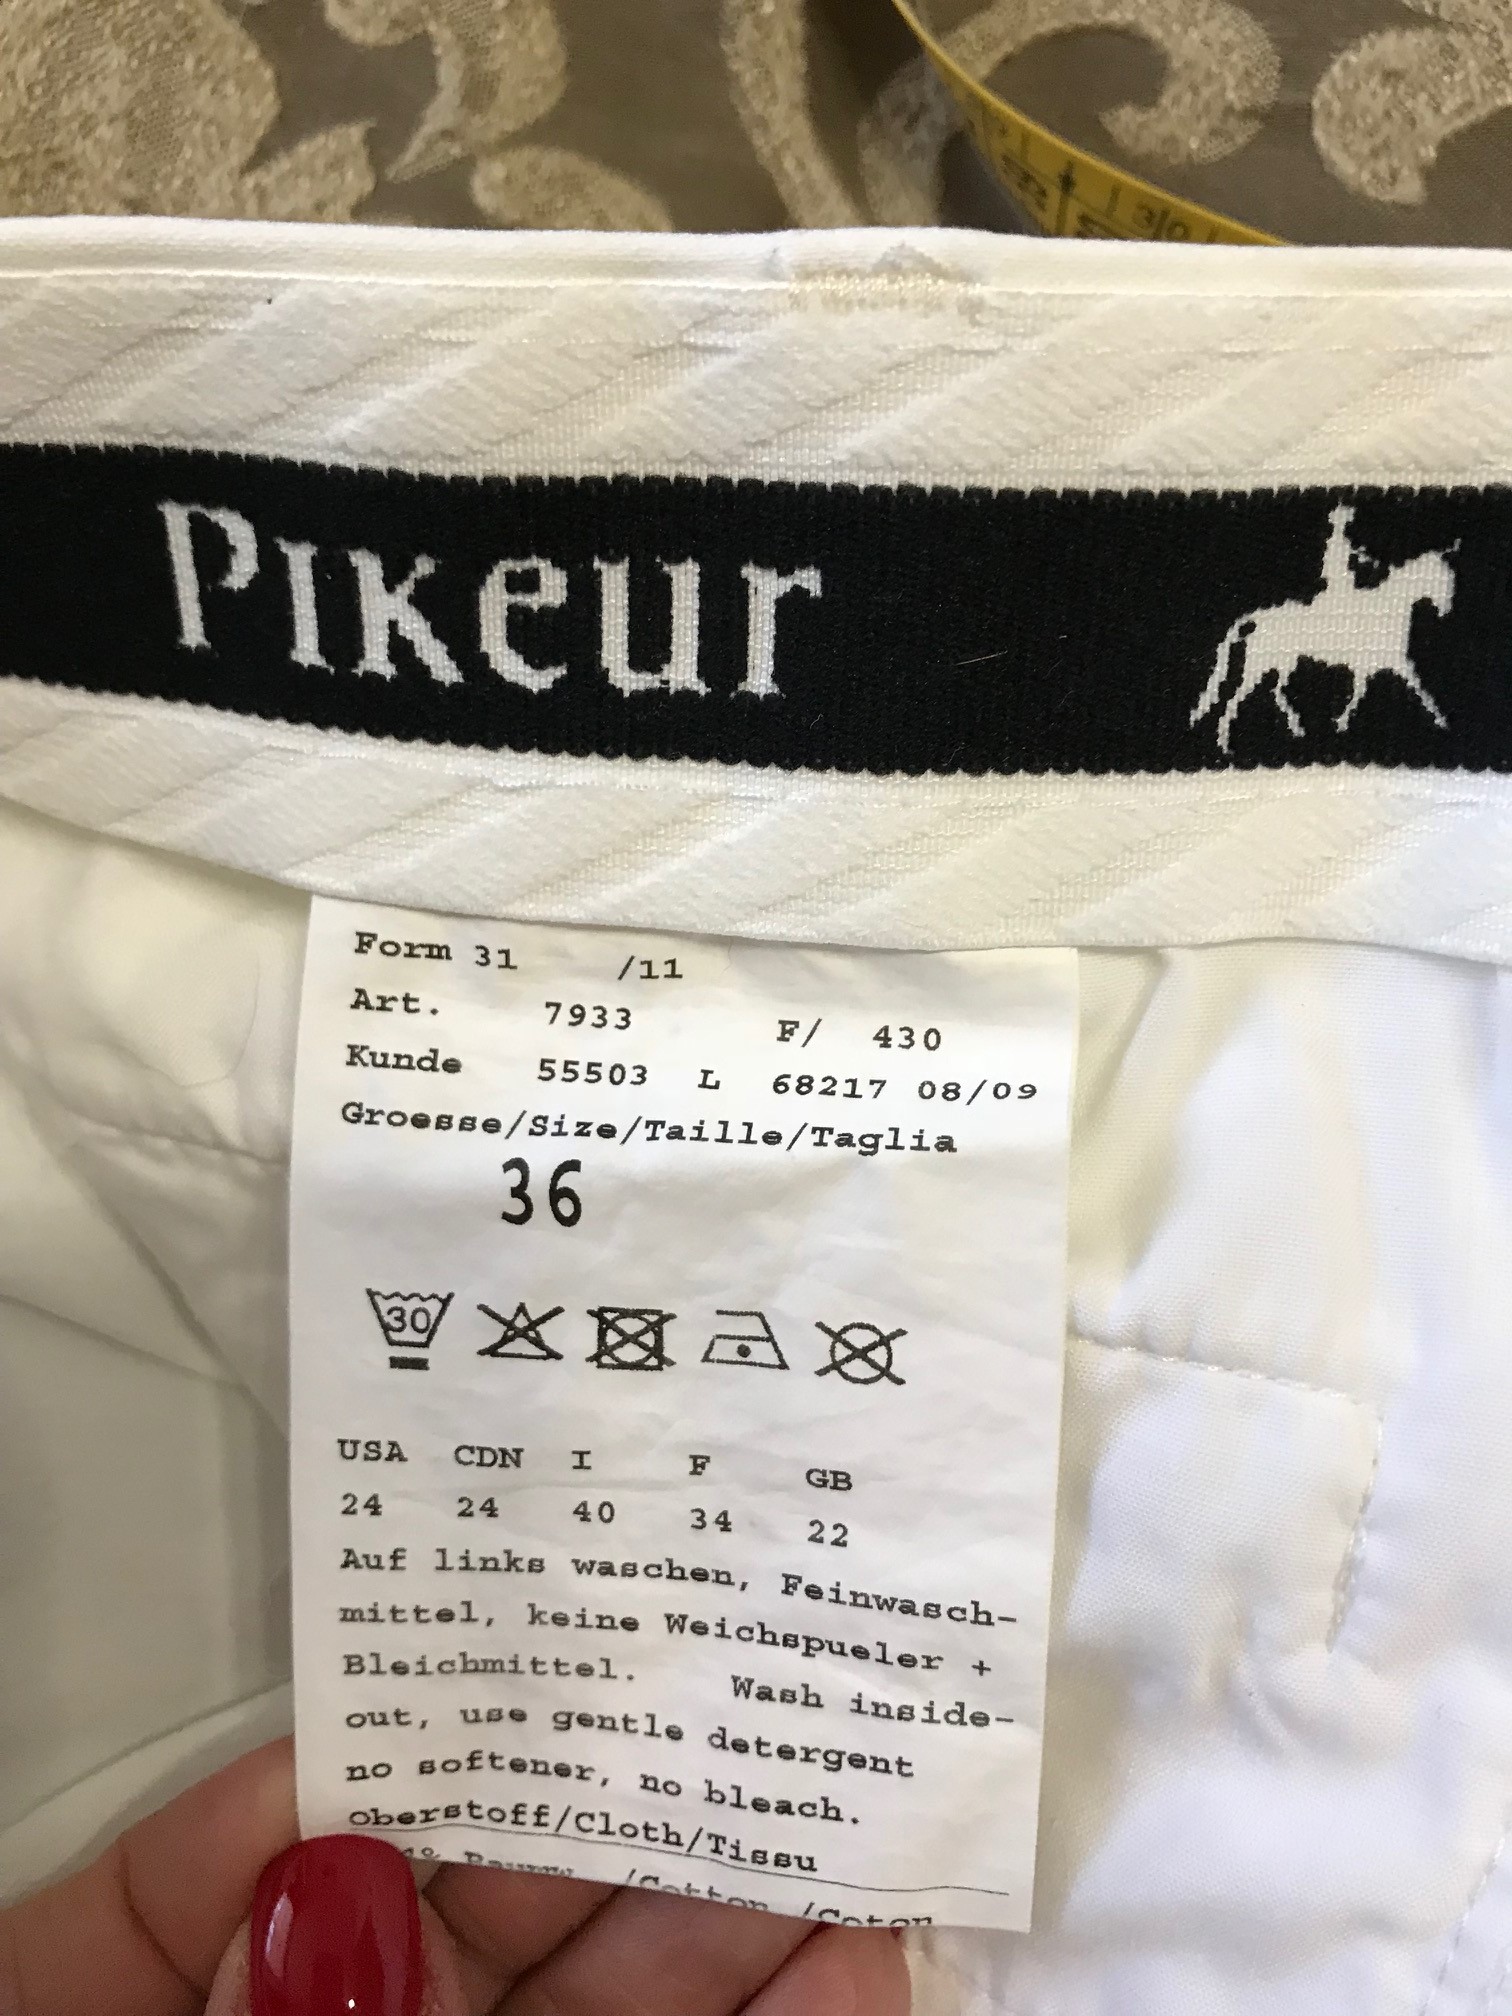 Pikeur
Form 31 /11
Art. 7933 F/ 430
Kunde 55503 L 68217 08/09
Groesse/Size/Taille/Taglia
36
30
USA CDN I F GB
24 24 40 34 22
Auf links waschen, Feinwasch-
mittel, keine Weichspueler +
Bleichmittel. Wash inside-
out, use gentle detergent
no softener, no bleach.
Oberstoff/Cloth/Tissu
/Cotton /Coton